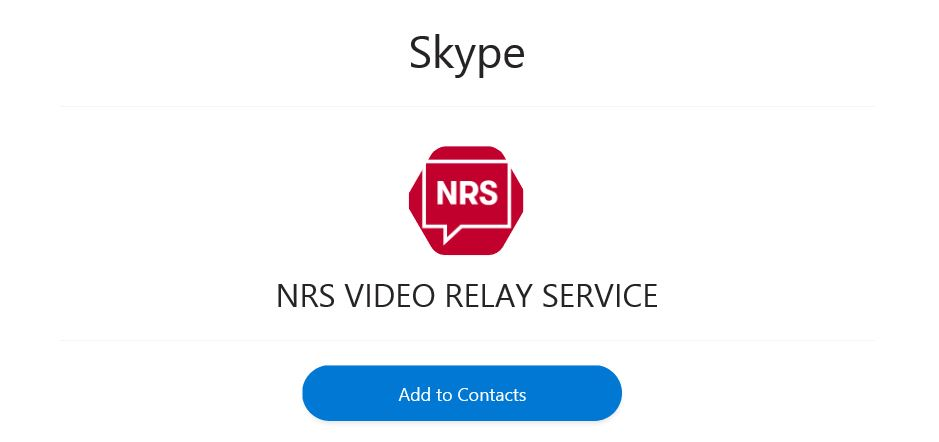 Skype
NRS
NRS VIDEO RELAY SERVICE
Add to Contacts